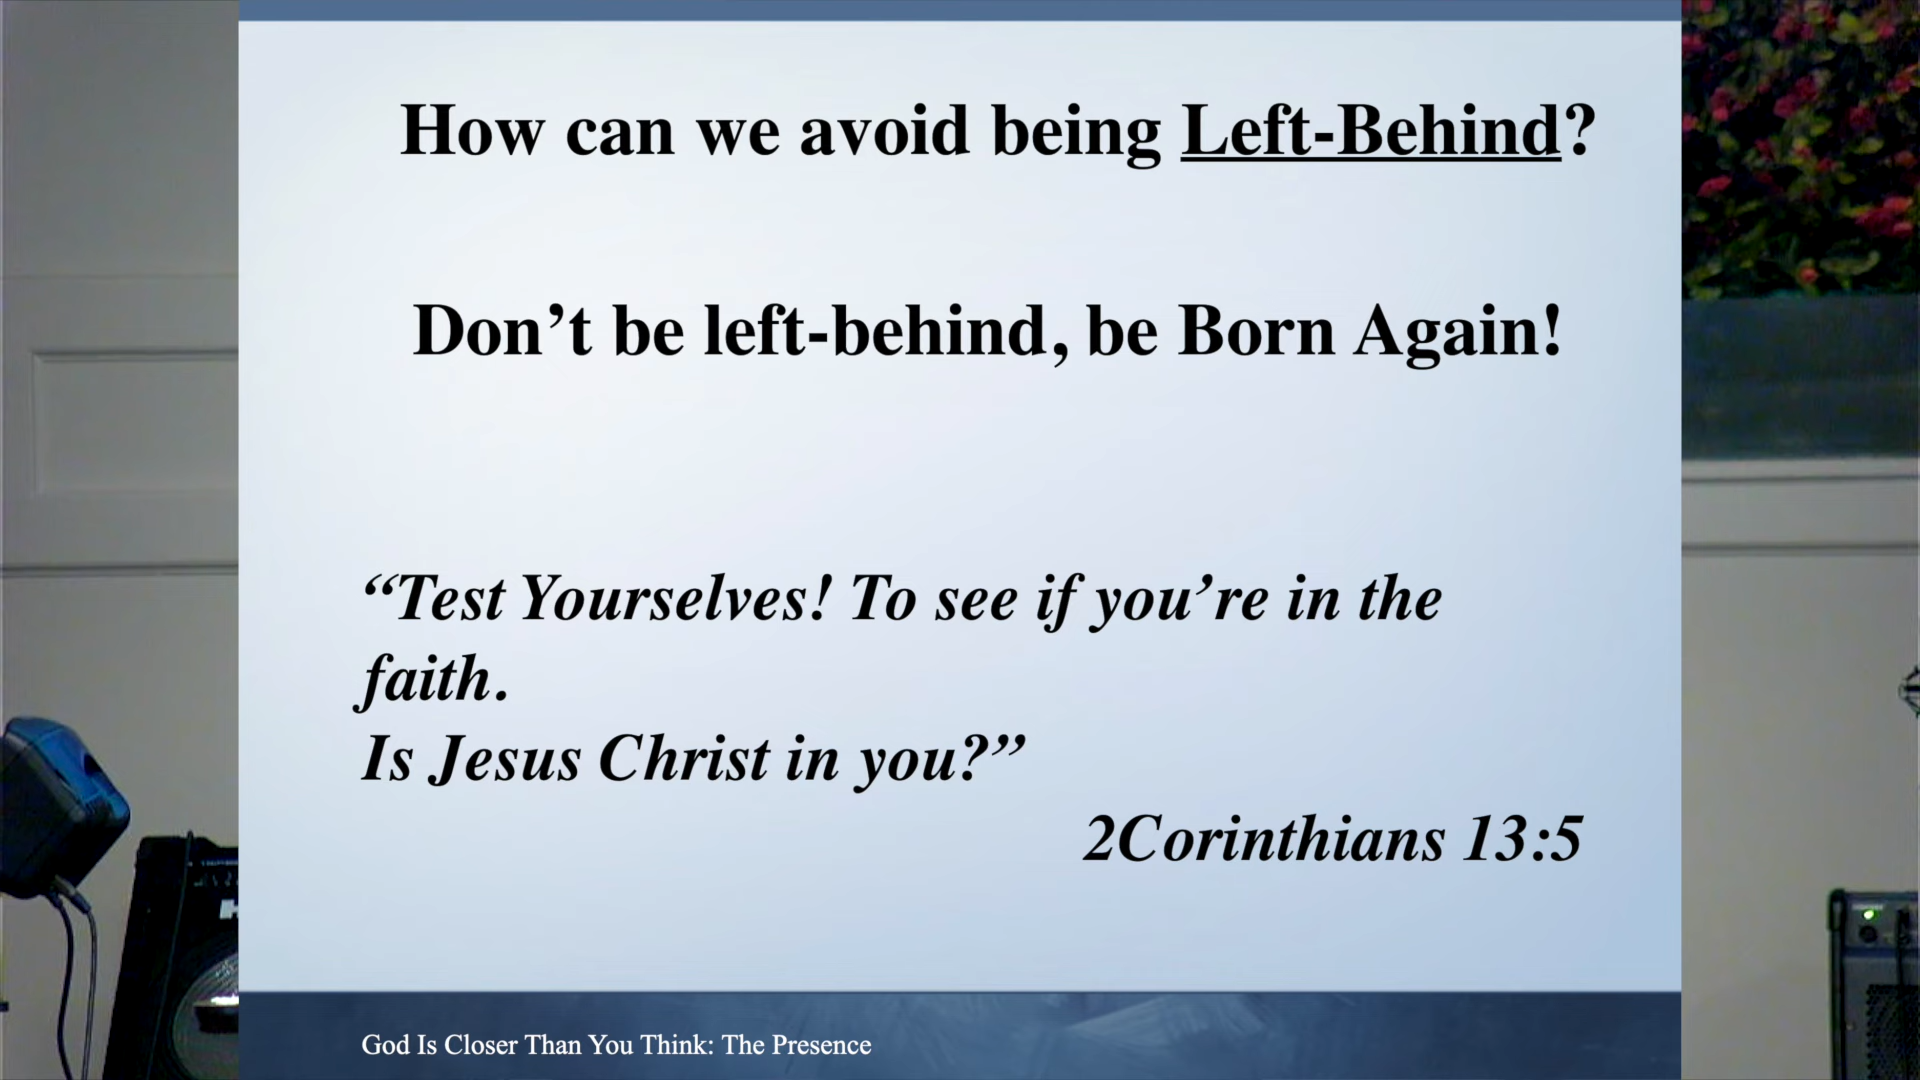 How can we avoid being Left-Behind?
Don’t be left-behind, be Born Again!
“Test Yourselves! To see if you’re in the
faith.
Is Jesus Christ in you?”
2Corinthians 13:5
God Is Closer Than You Think: The Presence